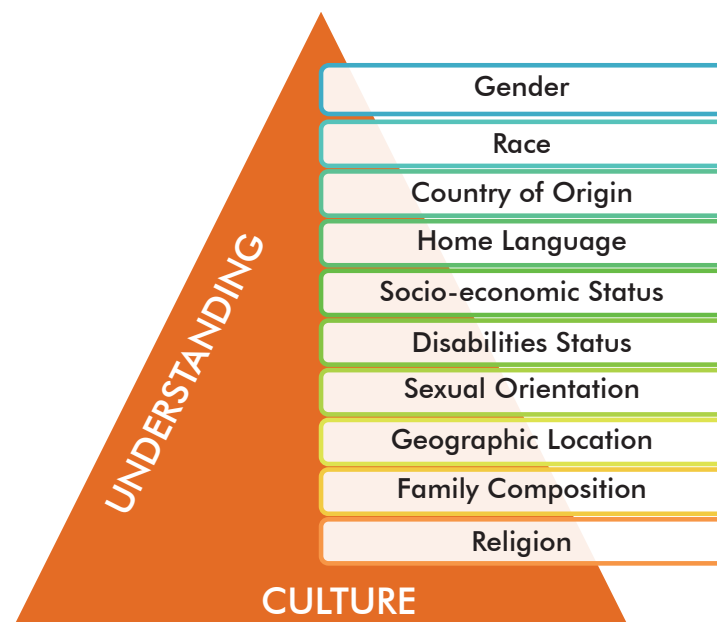 UNDERSTANDING
Gender
Race
Country of Origin
Home Language
Socio-economic Status
Disabilities Status
Sexual Orientation
Geographic Location
Family Composition
Religion
CULTURE